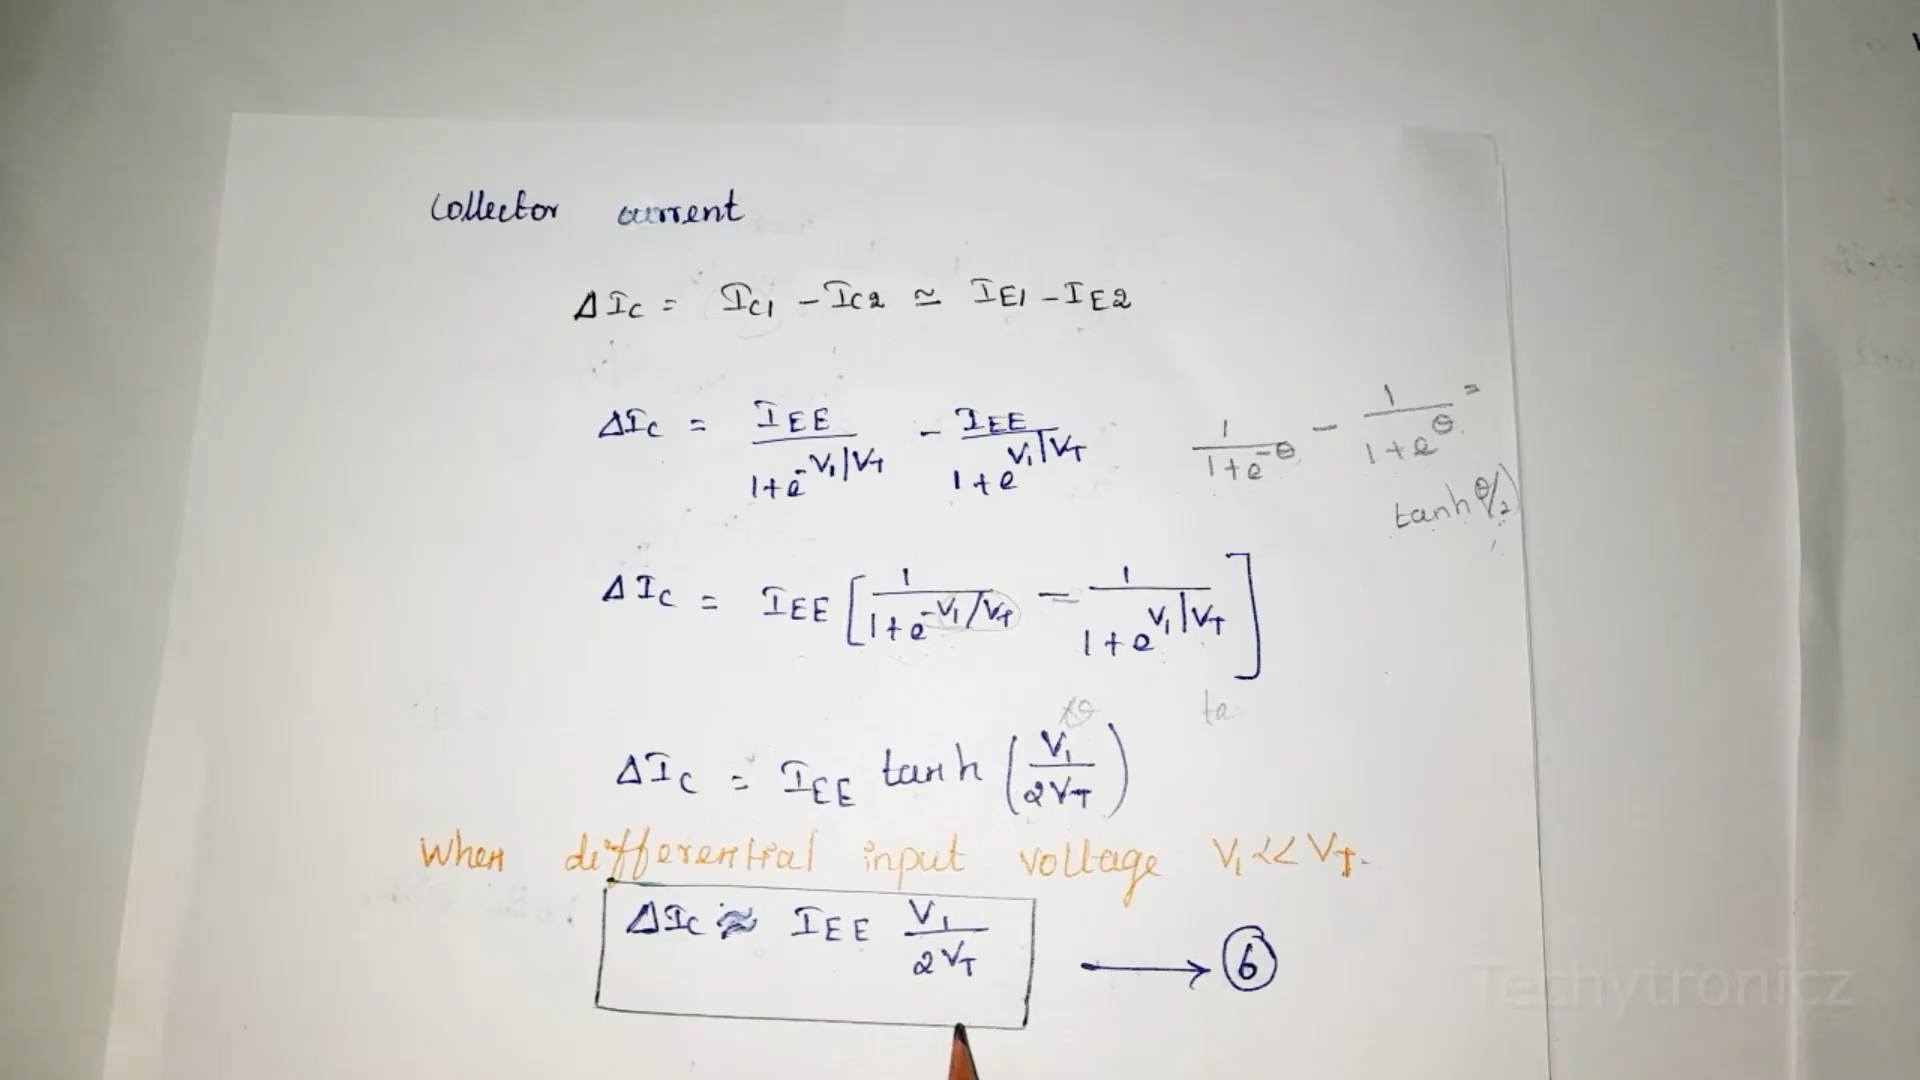 Collector current
ΔIC = IC1 - IC2 ≃ IE1 - IE2
ΔIC = IEE / (1+e^-V1/VT) - IEE / (1+e^V1/VT)
1/(1+e^-θ) - 1/(1+e^θ) =
tanh θ/2)
ΔIC = IEE [1/(1+e^-V1/VT) - 1/(1+e^V1/VT)]
ta
ΔIC = IEE tanh (V1/2VT)
When differential input voltage V1 << VT.
ΔIC ≈ IEE V1/2VT → 6
Techytronicz